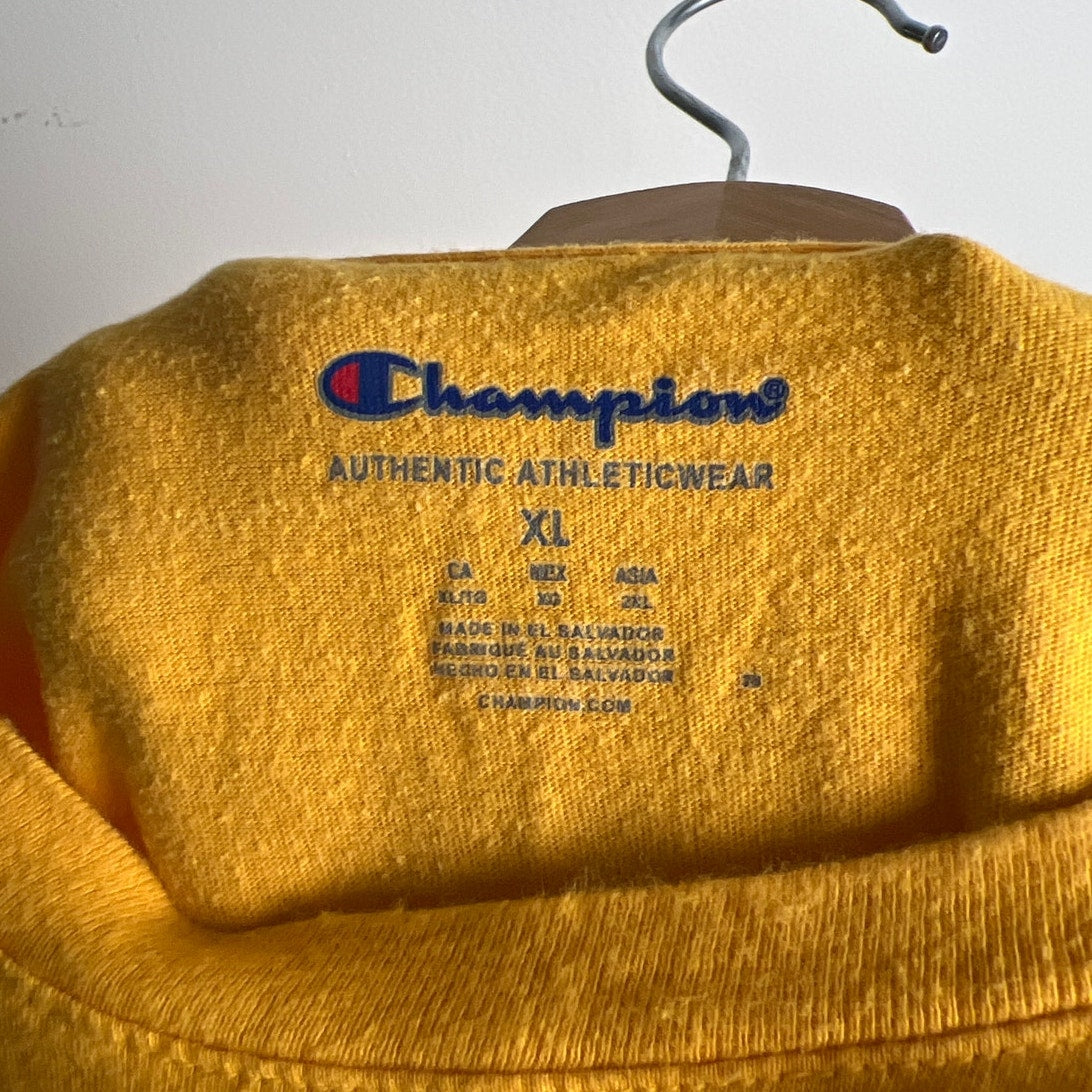 Champion®
AUTHENTIC ATHLETICWEAR
XL
CA MEX ASIA
XL/TG XG 2XL
MADE IN EL SALVADOR
FABRIQUÉ AU SALVADOR
HECHO EN EL SALVADOR
CHAMPION.COM